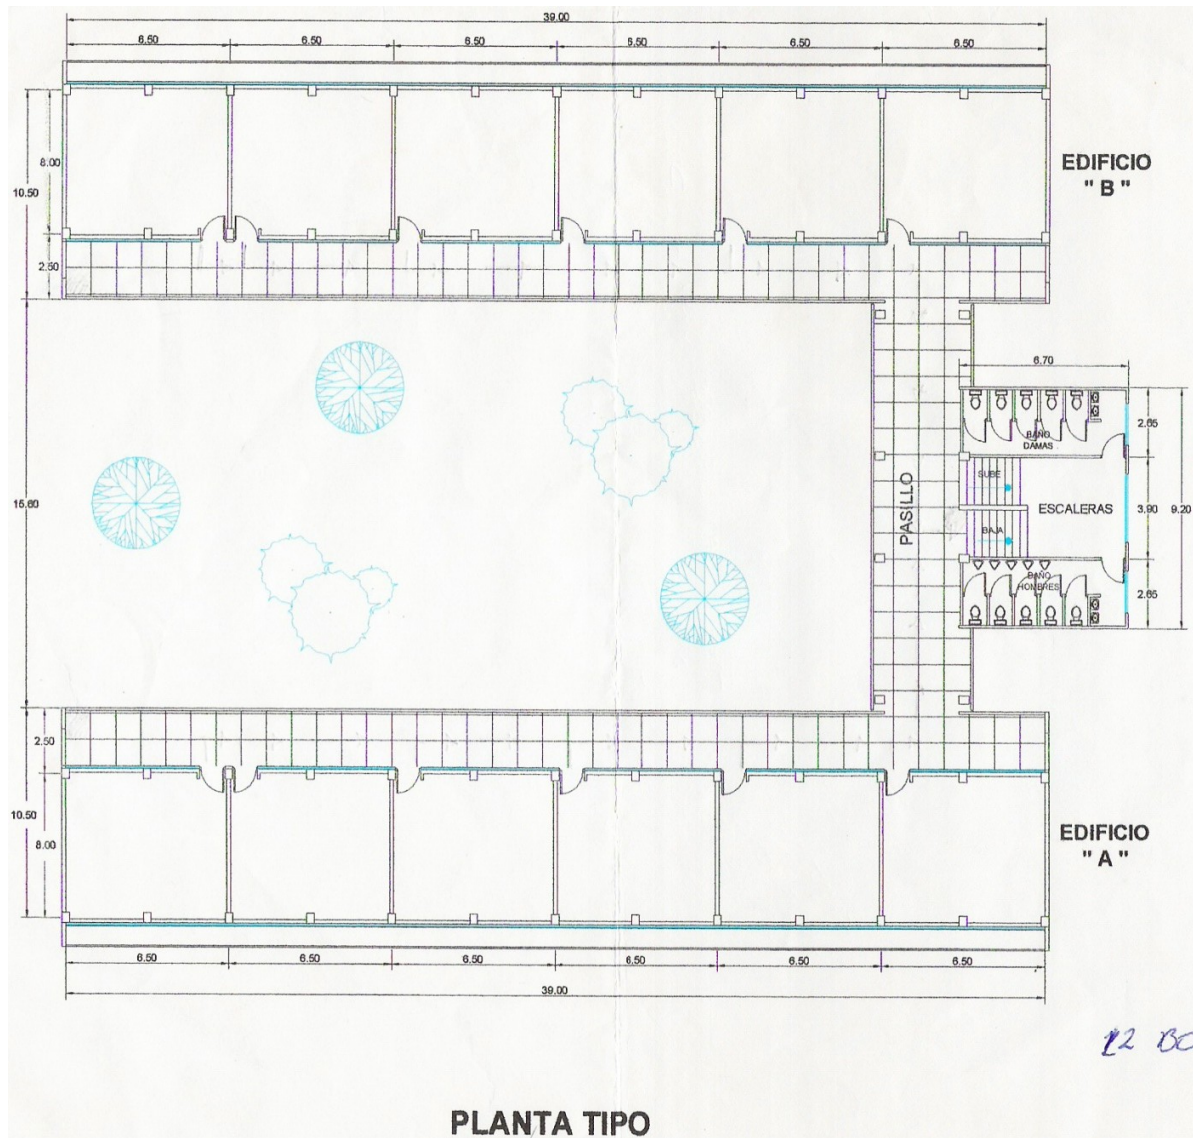 39.00
6.50 6.50 6.50 6.50 6.50 6.50
8.00
10.50
2.50
EDIFICIO
" B "
6.70
BAÑO
DAMAS
2.65
SUBE
ESCALERAS
3.90
9.20
BAJA
PASILLO
BAÑO
HOMBRES
2.65
15.60
2.50
10.50
8.00
EDIFICIO
" A "
6.50 6.50 6.50 6.50 6.50 6.50
39.00
PLANTA TIPO